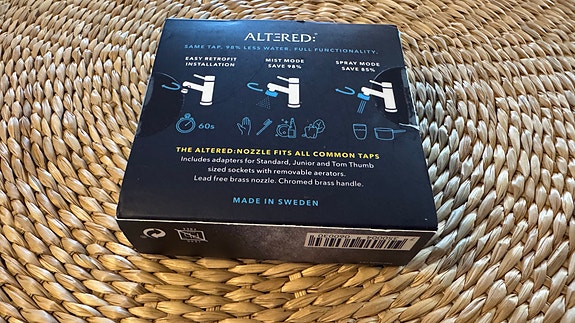 ALTERED:
SAME TAP, 98% LESS WATER. FULL FUNCTIONALITY.
EASY RETROFIT
INSTALLATION
MIST MODE
SAVE 98%
SPRAY MODE
SAVE 85%
60s
THE ALTERED:NOZZLE FITS ALL COMMON TAPS
Includes adapters for Standard, Junior and Tom Thumb
sized sockets with removable aerators.
Lead free brass nozzle. Chromed brass handle.
MADE IN SWEDEN